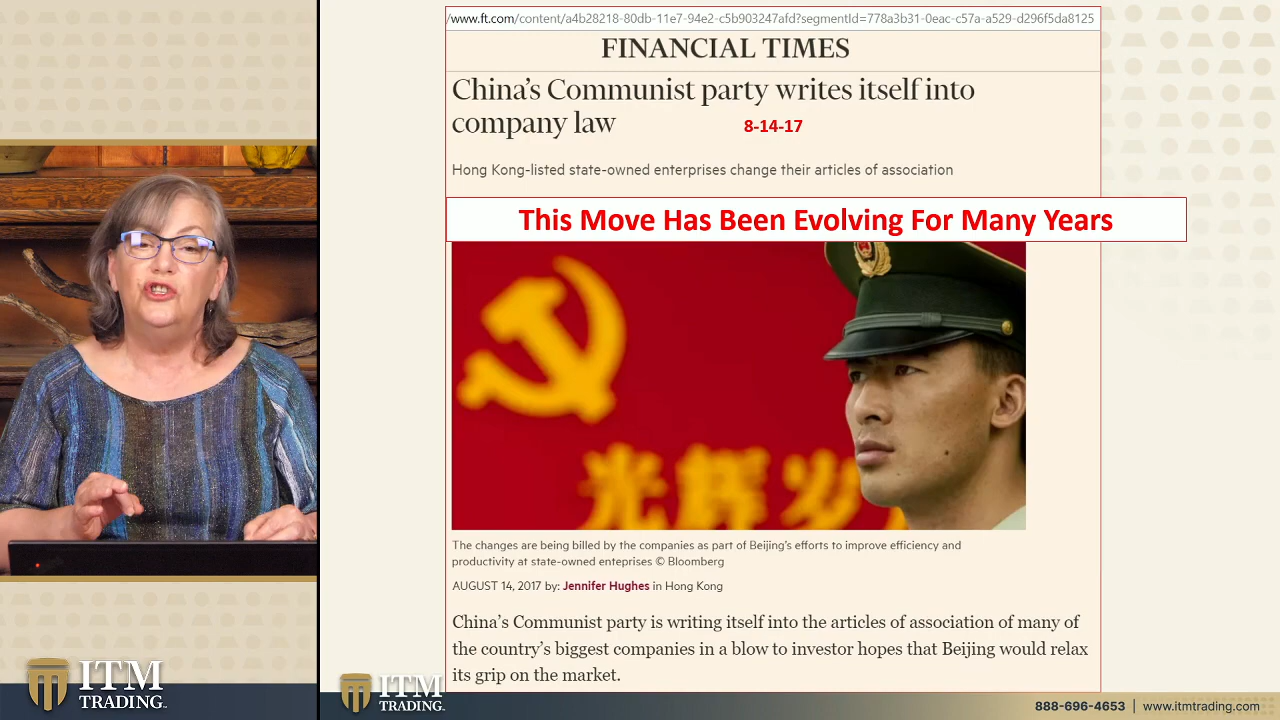 /www.ft.com/content/a4b28218-80db-11e7-94e2-c5b903247afd?segmentId=778a3b31-0eac-c57a-a529-d296f5da8125
FINANCIAL TIMES
China's Communist party writes itself into
company law
8-14-17
Hong Kong-listed state-owned enterprises change their articles of association
This Move Has Been Evolving For Many Years
光辉岁
The changes are being billed by the companies as part of Beijing's efforts to improve efficiency and
productivity at state-owned enteprises © Bloomberg
AUGUST 14, 2017 by: Jennifer Hughes in Hong Kong
China's Communist party is writing itself into the articles of association of many of
the country's biggest companies in a blow to investor hopes that Beijing would relax
its grip on the market.
ITM
TRADING
ITM
TRADING
888-696-4653 | www.itmtrading.com